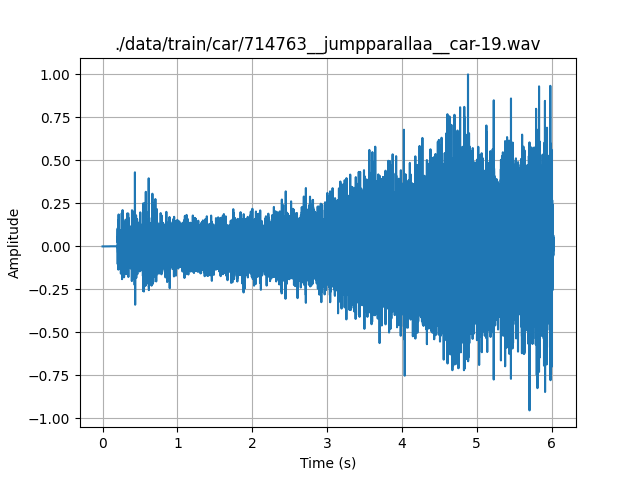 ./data/train/car/714763__jumpparallaa__car-19.wav
1.00
0.75
0.50
0.25
0.00
−0.25
−0.50
−0.75
−1.00
Amplitude
0 1 2 3 4 5 6
Time (s)